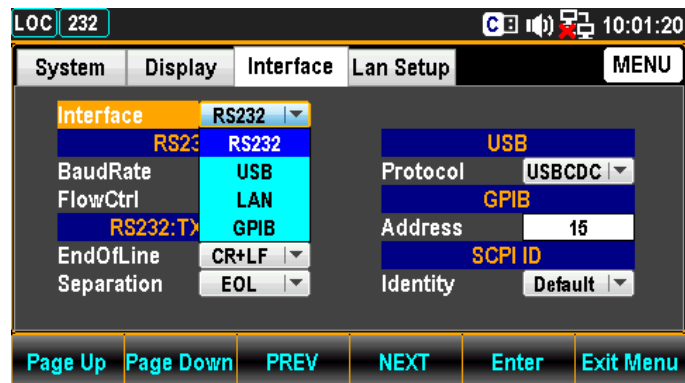 LOC 232 C 10:01:20
System Display Interface Lan Setup MENU
Interface RS232
RS23 RS232 USB
BaudRate USB Protocol USBCDC
FlowCtrl LAN GPIB
RS232:TX GPIB Address 15
EndOfLine CR+LF SCPI ID
Separation EOL Identity Default
Page Up Page Down PREV NEXT Enter Exit Menu